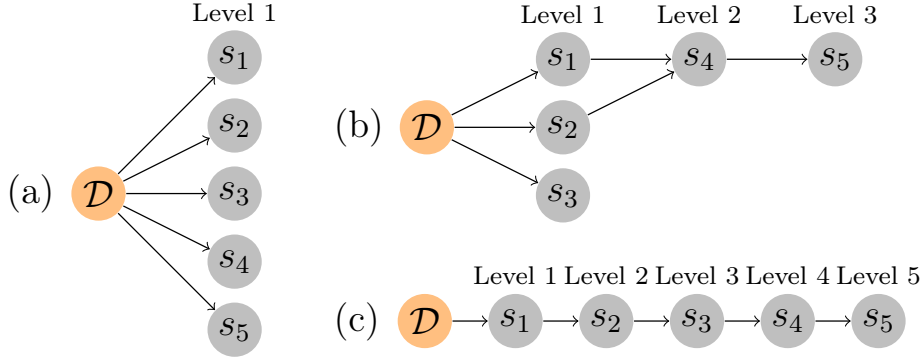 (a)
Level 1
𝒟
s₁
s₂
s₃
s₄
s₅
(b)
Level 1 Level 2 Level 3
𝒟
s₁ s₄ s₅
s₂
s₃
(c)
Level 1 Level 2 Level 3 Level 4 Level 5
𝒟 s₁ s₂ s₃ s₄ s₅